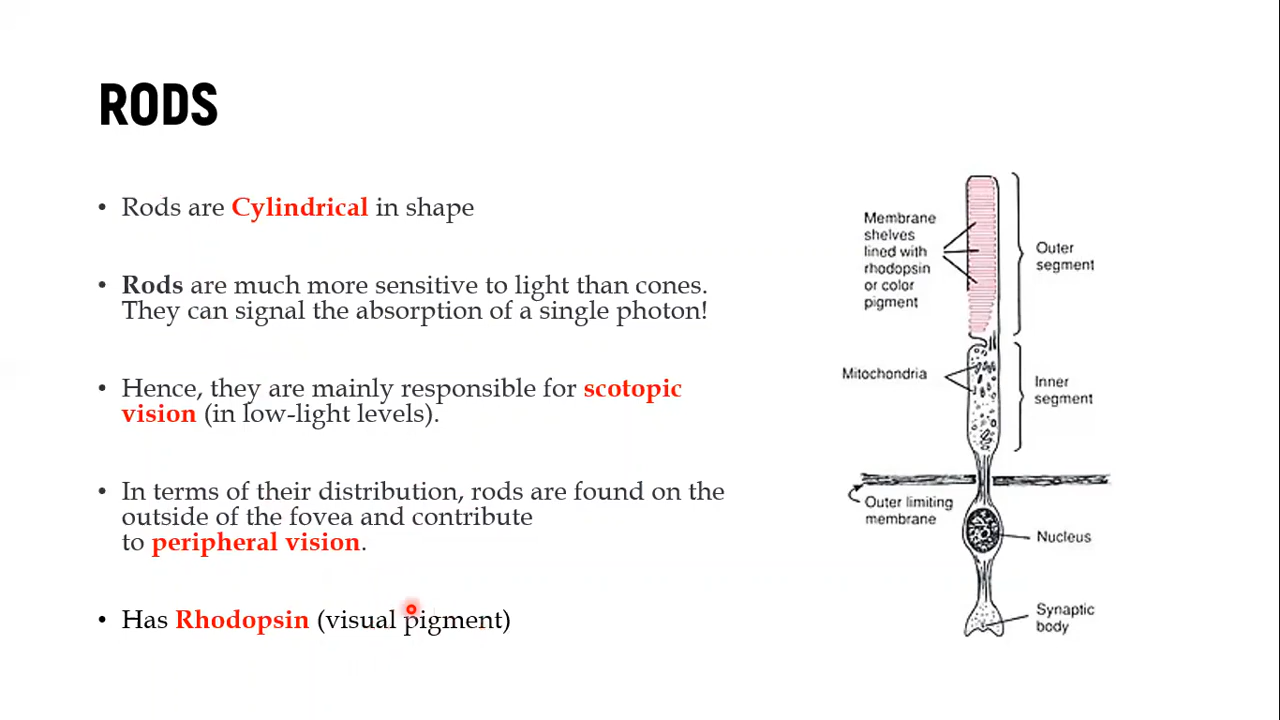 RODS
• Rods are Cylindrical in shape
• Rods are much more sensitive to light than cones.
They can signal the absorption of a single photon!
• Hence, they are mainly responsible for scotopic
vision (in low-light levels).
• In terms of their distribution, rods are found on the
outside of the fovea and contribute
to peripheral vision.
• Has Rhodopsin (visual pigment)
Membrane
shelves
lined with
rhodopsin
or color
pigment
Outer
segment
Mitochondria
Inner
segment
Outer limiting
membrane
Nucleus
Synaptic
body